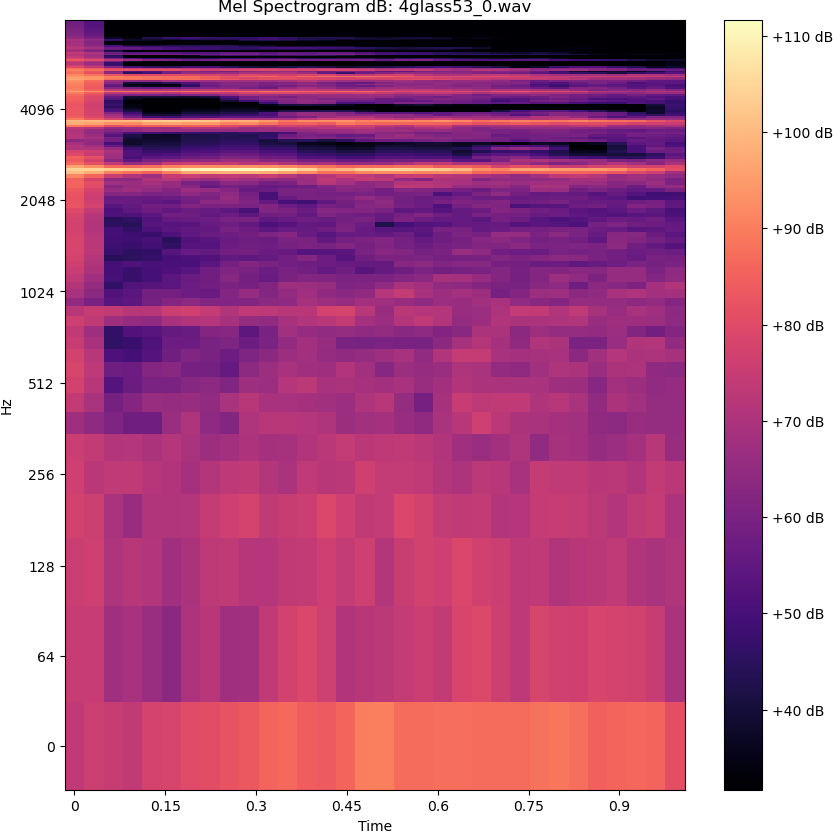 Mel Spectrogram dB: 4glass53_0.wav
Hz
4096
2048
1024
512
256
128
64
0
0 0.15 0.3 0.45 0.6 0.75 0.9
Time
+110 dB
+100 dB
+90 dB
+80 dB
+70 dB
+60 dB
+50 dB
+40 dB